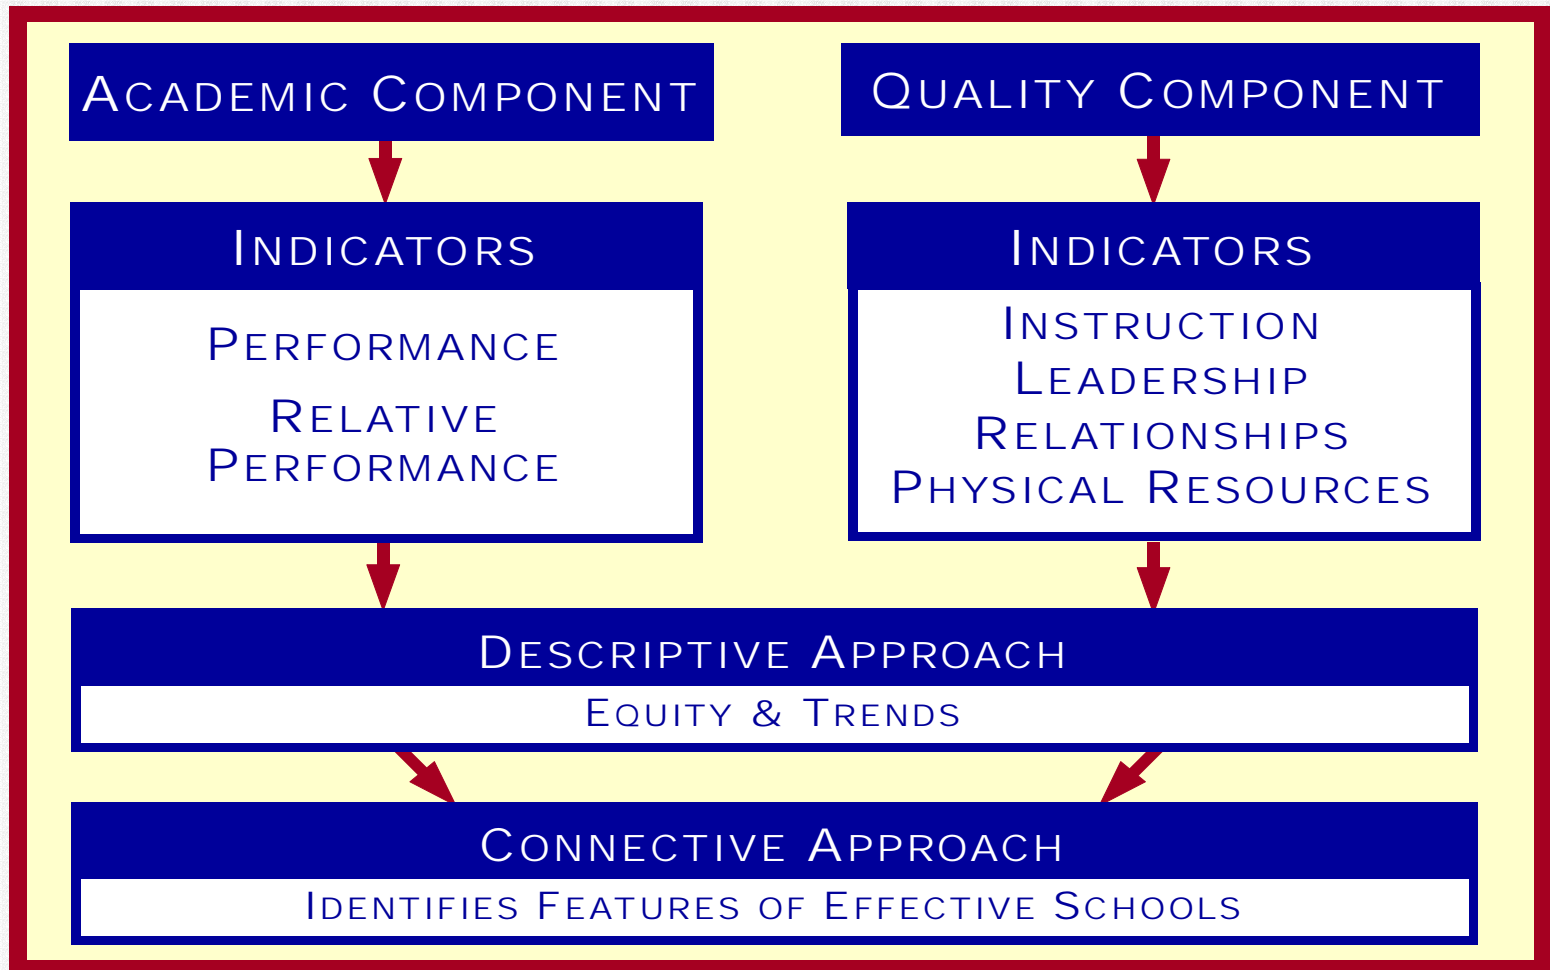 ACADEMIC COMPONENT
QUALITY COMPONENT
INDICATORS
PERFORMANCE
RELATIVE
PERFORMANCE
INDICATORS
INSTRUCTION
LEADERSHIP
RELATIONSHIPS
PHYSICAL RESOURCES
DESCRIPTIVE APPROACH
EQUITY & TRENDS
CONNECTIVE APPROACH
IDENTIFIES FEATURES OF EFFECTIVE SCHOOLS